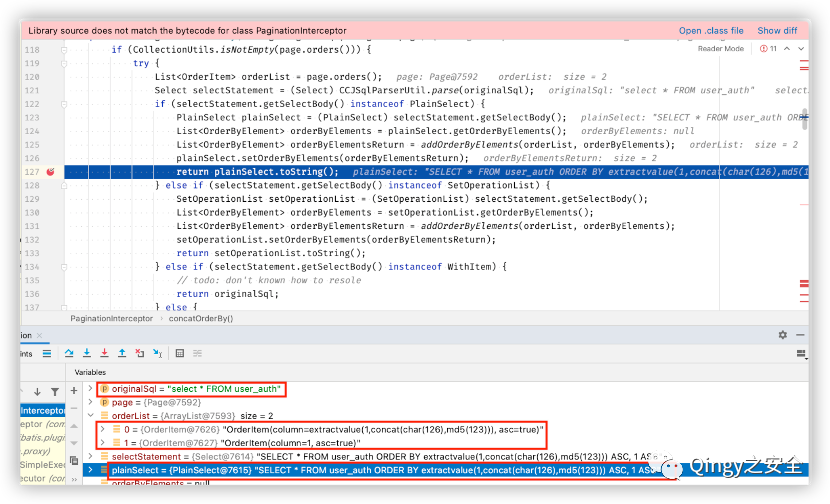 Library source does not match the bytecode for class PaginationInterceptor
Open .class file Show diff
Reader Mode
11
118 if (CollectionUtils.isNotEmpty(page.orders())) {
119 try {
120 List<OrderItem> orderList = page.orders(); page: Page@7592 orderList: size = 2
121 Select selectStatement = (Select) CCJSqlParserUtil.parse(originalSql); originalSql: "select * FROM user_auth" select
122 if (selectStatement.getSelectBody() instanceof PlainSelect) {
123 PlainSelect plainSelect = (PlainSelect) selectStatement.getSelectBody(); plainSelect: "SELECT * FROM user_auth ORDE
124 List<OrderByElement> orderByElements = plainSelect.getOrderByElements(); orderByElements: null
125 List<OrderByElement> orderByElementsReturn = addOrderByElements(orderList, orderByElements); orderList: size = 2
126 plainSelect.setOrderByElements(orderByElementsReturn); orderByElementsReturn: size = 2
127 return plainSelect.toString(); plainSelect: "SELECT * FROM user_auth ORDER BY extractvalue(1,concat(char(126),md5(1
128 } else if (selectStatement.getSelectBody() instanceof SetOperationList) {
129 SetOperationList setOperationList = (SetOperationList) selectStatement.getSelectBody();
130 List<OrderByElement> orderByElements = setOperationList.getOrderByElements();
131 List<OrderByElement> orderByElementsReturn = addOrderByElements(orderList, orderByElements);
132 setOperationList.setOrderByElements(orderByElementsReturn);
133 return setOperationList.toString();
134 } else if (selectStatement.getSelectBody() instanceof WithItem) {
135 // todo: don't known how to resole
136 return originalSql;
137 } else {
PaginationInterceptor › concatOrderBy()
ion ×
ints
Variables
originalSql = "select * FROM user_auth"
page = {Page@7592}
orderList = {ArrayList@7593} size = 2
0 = {OrderItem@7626} "OrderItem(column=extractvalue(1,concat(char(126),md5(123))), asc=true)"
1 = {OrderItem@7627} "OrderItem(column=1, asc=true)"
selectStatement = {Select@7614} "SELECT * FROM user_auth ORDER BY extractvalue(1,concat(char(126),md5(123))) ASC, 1 AS
plainSelect = {PlainSelect@7615} "SELECT * FROM user_auth ORDER BY extractvalue(1,concat(char(126),md5(123))) ASC, 1 ASC
orderByElements = null
Interceptor
eptor (com
batis.plugin
.proxy)
SimpleExec
ecutor (com
Qingy之安全